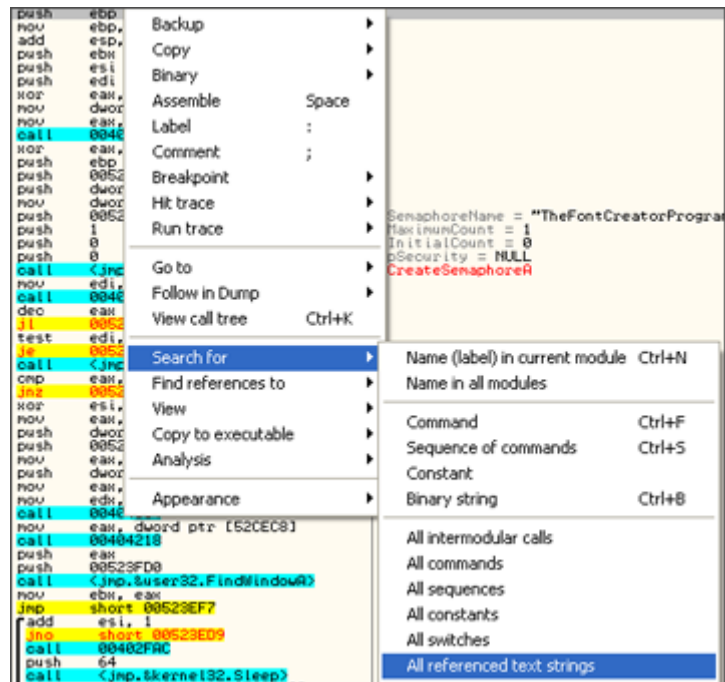 push ebp
mov ebp,
add esp,
push ebx
push esi
push edi
xor eax,
mov dwor
mov eax,
call 0040
xor eax,
push ebp
push 0052
push dwor
mov dwor
push 0052
push 1
push 0
push 0
call <jmp
mov edi,
call 0040
dec eax
jl 0052
test edi,
je 0052
call <jmp
cmp eax,
jnz 0052
xor esi,
mov eax,
push dwor
push 0052
mov eax,
push dwor
mov eax,
mov edx,
call 0040
mov eax, dword ptr [52CEC8]
call 00404218
push eax
push 00523FD0
call <jmp.&user32.FindWindowA>
mov ebx, eax
jmp short 00523EF7
add esi, 1
jno short 00523ED9
call 00402FAC
push 64
call <jmp.&kernel32.Sleep>
Backup
Copy
Binary
Assemble Space
Label :
Comment ;
Breakpoint
Hit trace
Run trace
Go to
Follow in Dump
View call tree Ctrl+K
Search for
Find references to
View
Copy to executable
Analysis
Appearance
SemaphoreName = "TheFontCreatorProgram
MaximumCount = 1
InitialCount = 0
pSecurity = NULL
CreateSemaphoreA
Name (label) in current module Ctrl+N
Name in all modules
Command Ctrl+F
Sequence of commands Ctrl+S
Constant
Binary string Ctrl+B
All intermodular calls
All commands
All sequences
All constants
All switches
All referenced text strings